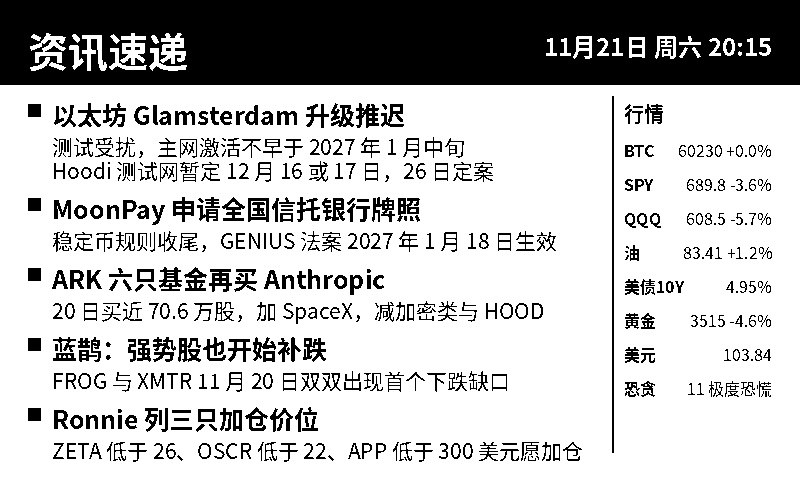 资讯速递
11月21日 周六 20:15
以太坊 Glamsterdam 升级推迟
测试受扰，主网激活不早于 2027 年 1 月中旬
Hoodi 测试网暂定 12 月 16 或 17 日，26 日定案
MoonPay 申请全国信托银行牌照
稳定币规则收尾，GENIUS 法案 2027 年 1 月 18 日生效
ARK 六只基金再买 Anthropic
20 日买近 70.6 万股，加 SpaceX，减加密类与 HOOD
蓝鹊：强势股也开始补跌
FROG 与 XMTR 11 月 20 日双双出现首个下跌缺口
Ronnie 列三只加仓价位
ZETA 低于 26、OSCR 低于 22、APP 低于 300 美元愿加仓
行情
BTC 60230 +0.0%
SPY 689.8 -3.6%
QQQ 608.5 -5.7%
油 83.41 +1.2%
美债10Y 4.95%
黄金 3515 -4.6%
美元 103.84
恐贪 11 极度恐慌